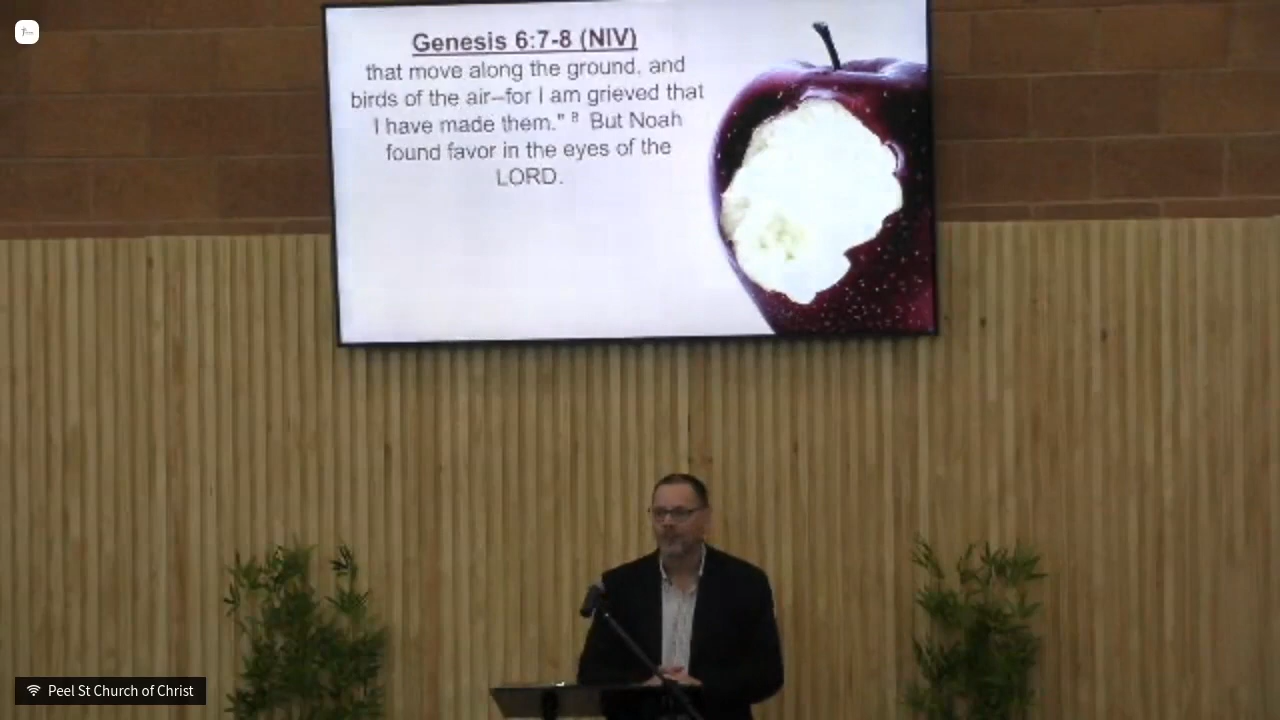 Genesis 6:7-8 (NIV)
that move along the ground, and
birds of the air–for I am grieved that
I have made them." 8 But Noah
found favor in the eyes of the
LORD.
Peel St Church of Christ